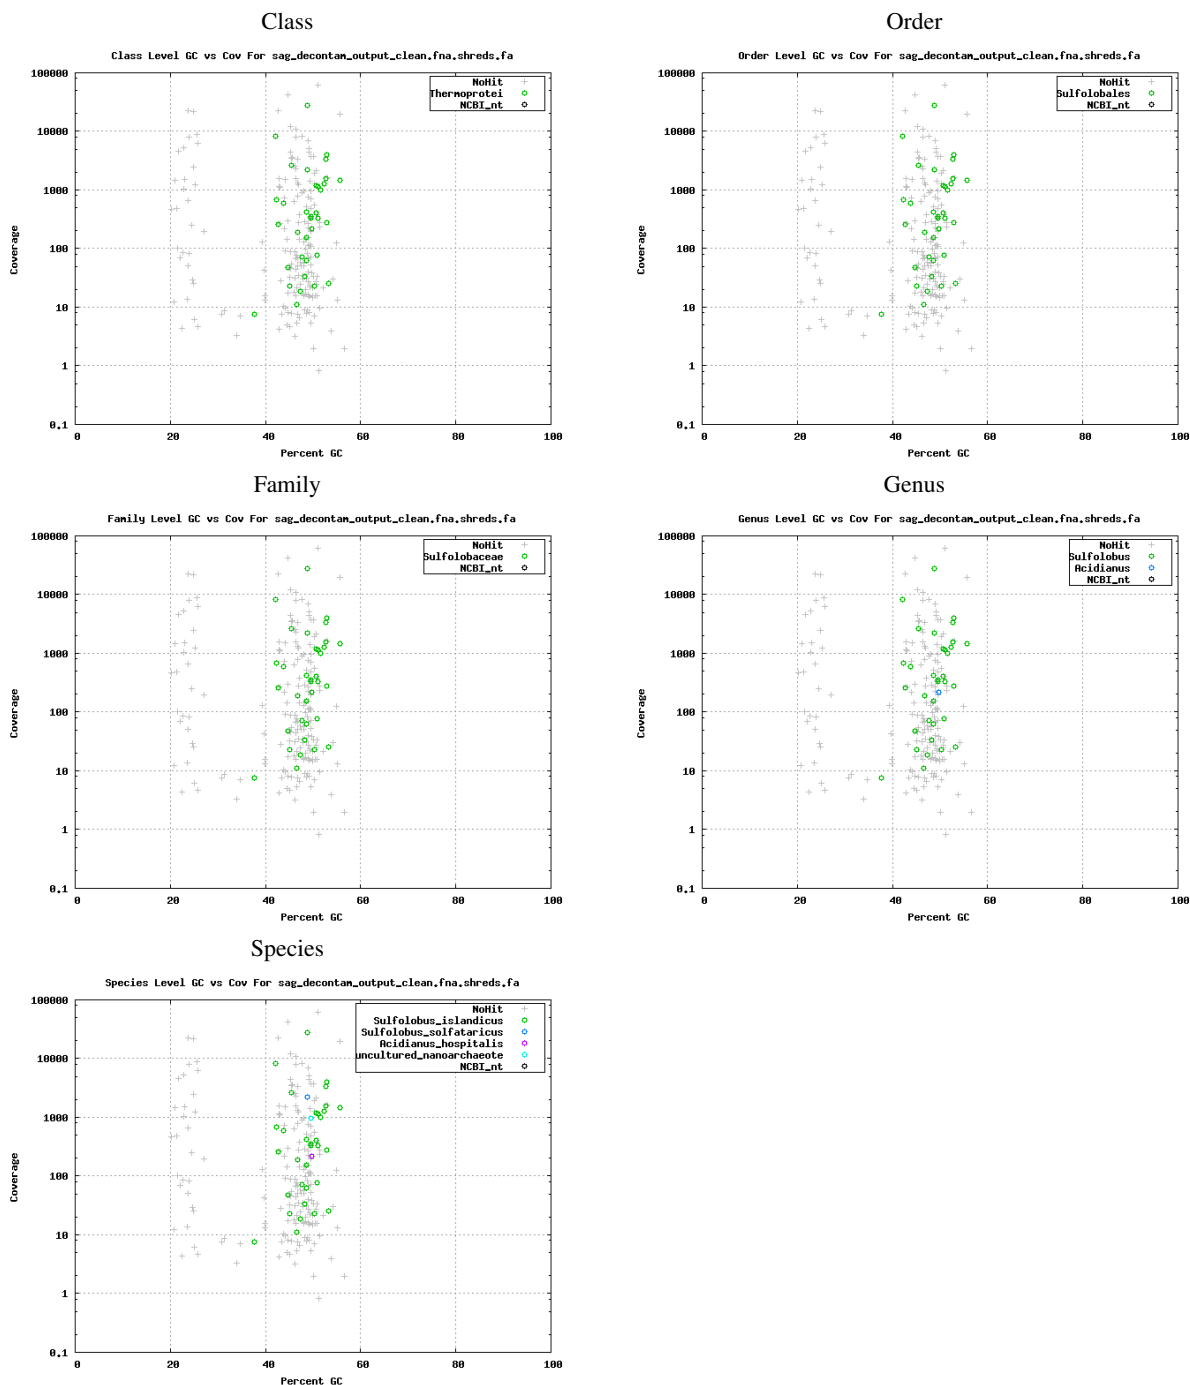 Class
Class Level GC vs Cov For sag_decontam_output_clean.fna.shreds.fa
NoHit
Thermoprotei
NCBI_nt
100000
10000
1000
100
10
1
0.1
Coverage
0 20 40 60 80 100
Percent GC
Order
Order Level GC vs Cov For sag_decontam_output_clean.fna.shreds.fa
NoHit
Sulfolobales
NCBI_nt
100000
10000
1000
100
10
1
0.1
Coverage
0 20 40 60 80 100
Percent GC
Family
Family Level GC vs Cov For sag_decontam_output_clean.fna.shreds.fa
NoHit
Sulfolobaceae
NCBI_nt
100000
10000
1000
100
10
1
0.1
Coverage
0 20 40 60 80 100
Percent GC
Genus
Genus Level GC vs Cov For sag_decontam_output_clean.fna.shreds.fa
NoHit
Sulfolobus
Acidianus
NCBI_nt
100000
10000
1000
100
10
1
0.1
Coverage
0 20 40 60 80 100
Percent GC
Species
Species Level GC vs Cov For sag_decontam_output_clean.fna.shreds.fa
NoHit
Sulfolobus_islandicus
Sulfolobus_solfataricus
Acidianus_hospitalis
uncultured_nanoarchaeote
NCBI_nt
100000
10000
1000
100
10
1
0.1
Coverage
0 20 40 60 80 100
Percent GC